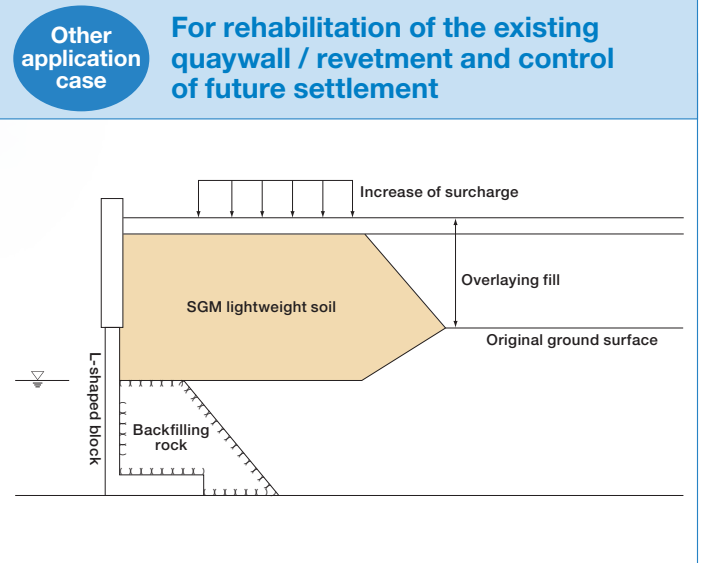 Other
application
case
For rehabilitation of the existing
quaywall / revetment and control
of future settlement
Increase of surcharge
Overlaying fill
SGM lightweight soil
Original ground surface
L-shaped block
Backfilling
rock